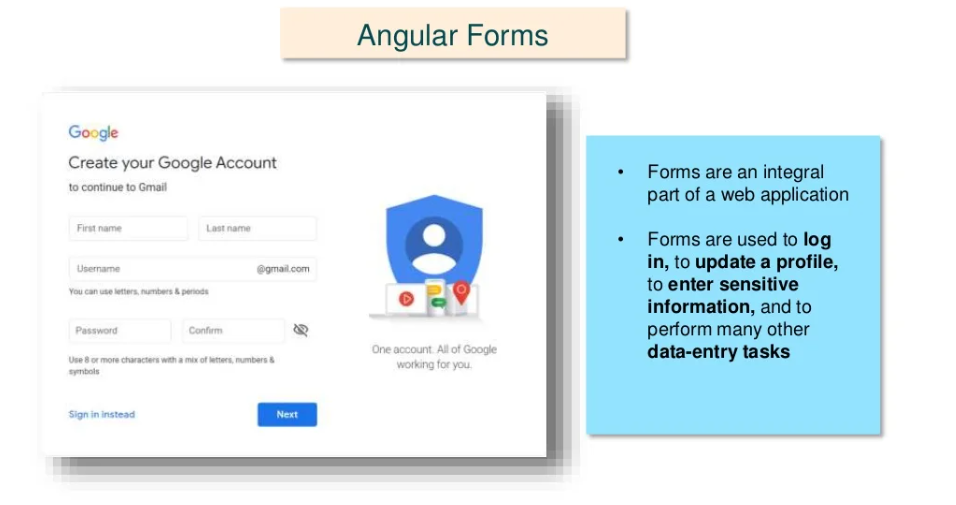 Angular Forms
Google
Create your Google Account
to continue to Gmail
First name
Last name
Username
@gmail.com
You can use letters, numbers & periods
Password
Confirm
Use 8 or more characters with a mix of letters, numbers &
symbols
Sign in instead
Next
One account. All of Google
working for you.
• Forms are an integral
part of a web application
• Forms are used to log
in, to update a profile,
to enter sensitive
information, and to
perform many other
data-entry tasks